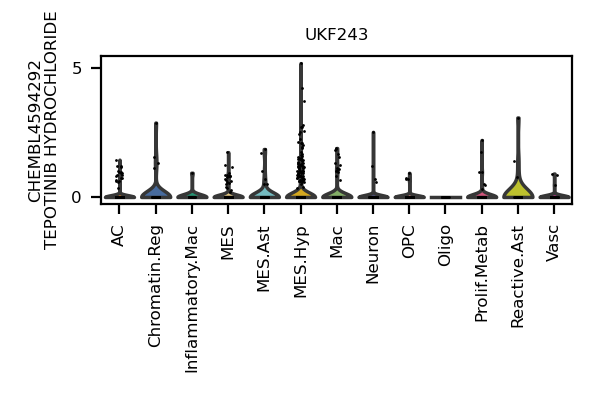 UKF243
CHEMBL4594292
TEPOTINIB HYDROCHLORIDE
5
0
AC
Chromatin.Reg
Inflammatory.Mac
MES
MES.Ast
MES.Hyp
Mac
Neuron
OPC
Oligo
Prolif.Metab
Reactive.Ast
Vasc